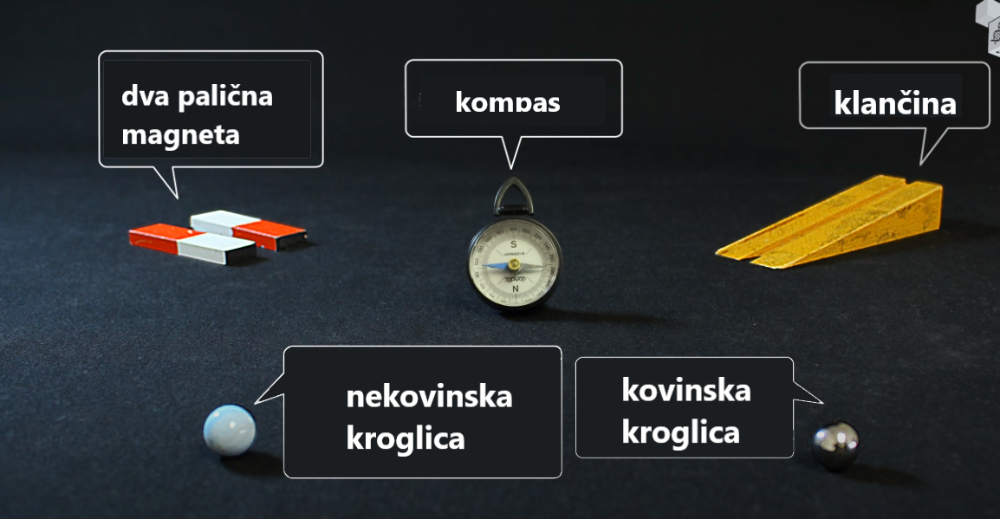 dva palična
magneta
kompas
klančina
S
N
nekovinska
kroglica
kovinska
kroglica